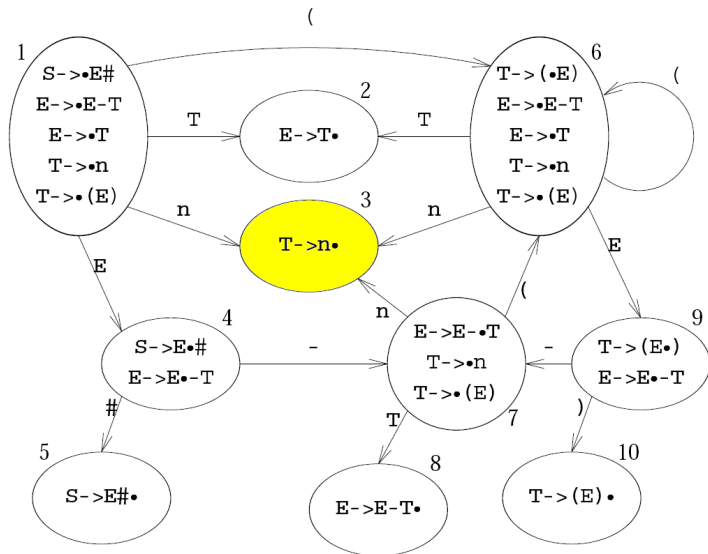 (
1
S->•E#
E->•E-T
E->•T
T->•n
T->•(E)
T
2
E->T•
T
6
T->(•E)
E->•E-T
E->•T
T->•n
T->•(E)
(
n
3
T->n•
n
E
n
(
E
4
S->E•#
E->E•-T
-
E->E-•T
T->•n
T->•(E)
7
-
9
T->(E•)
E->E•-T
#
T
)
5
S->E#•
8
E->E-T•
10
T->(E)•